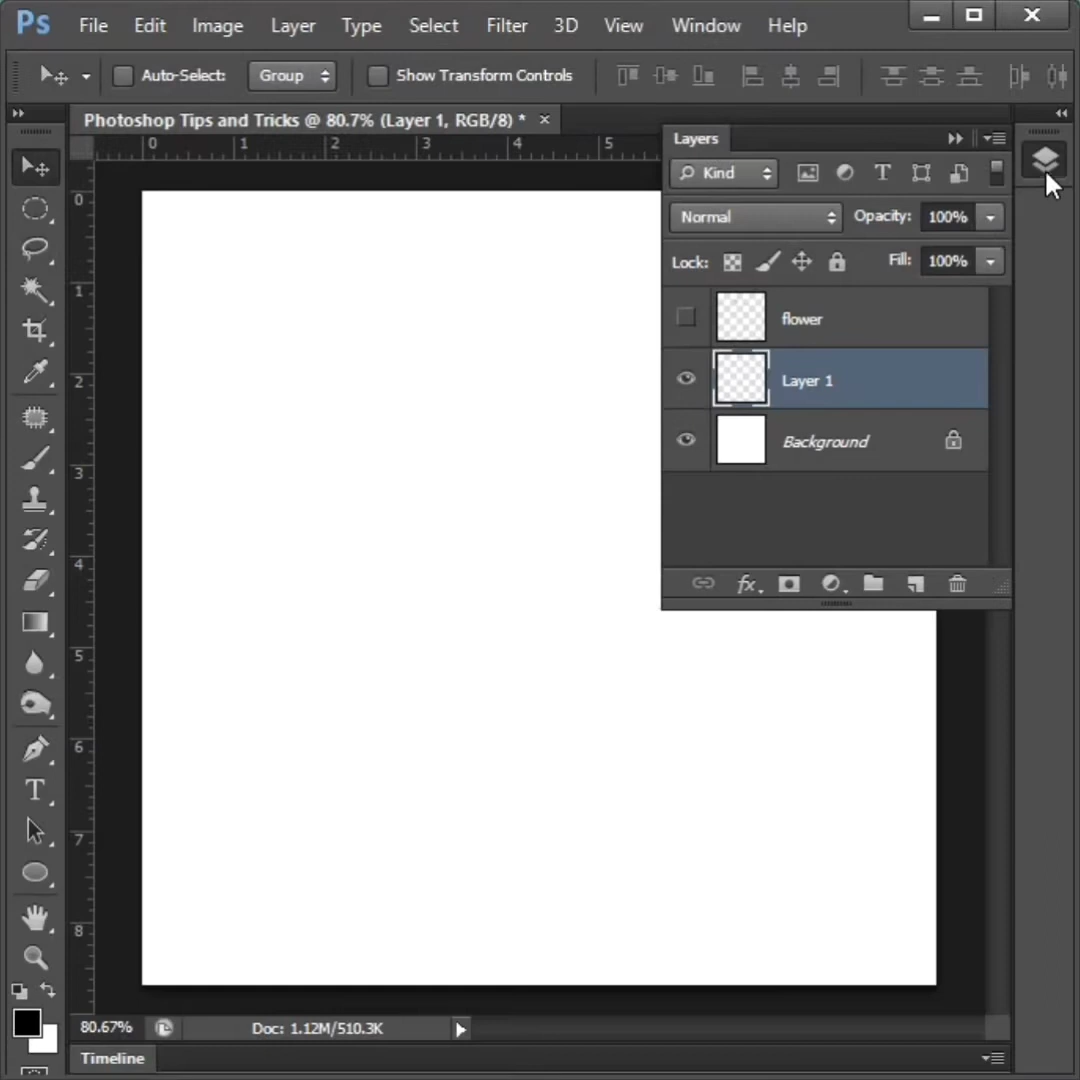 Ps File Edit Image Layer Type Select Filter 3D View Window Help
Auto-Select: Group Show Transform Controls
Photoshop Tips and Tricks @ 80.7% (Layer 1, RGB/8) * ×
0 1 2 3 4 5
Layers
Kind T
Normal Opacity: 100%
Lock: Fill: 100%
flower
Layer 1
Background
fx
0
1
2
3
4
5
6
7
8
T
80.67% Doc: 1.12M/510.3K
Timeline